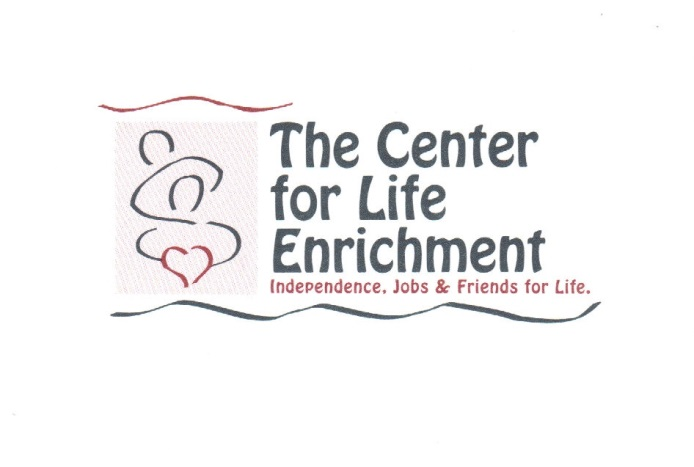 The Center
for Life
Enrichment
Independence, Jobs & Friends for Life.